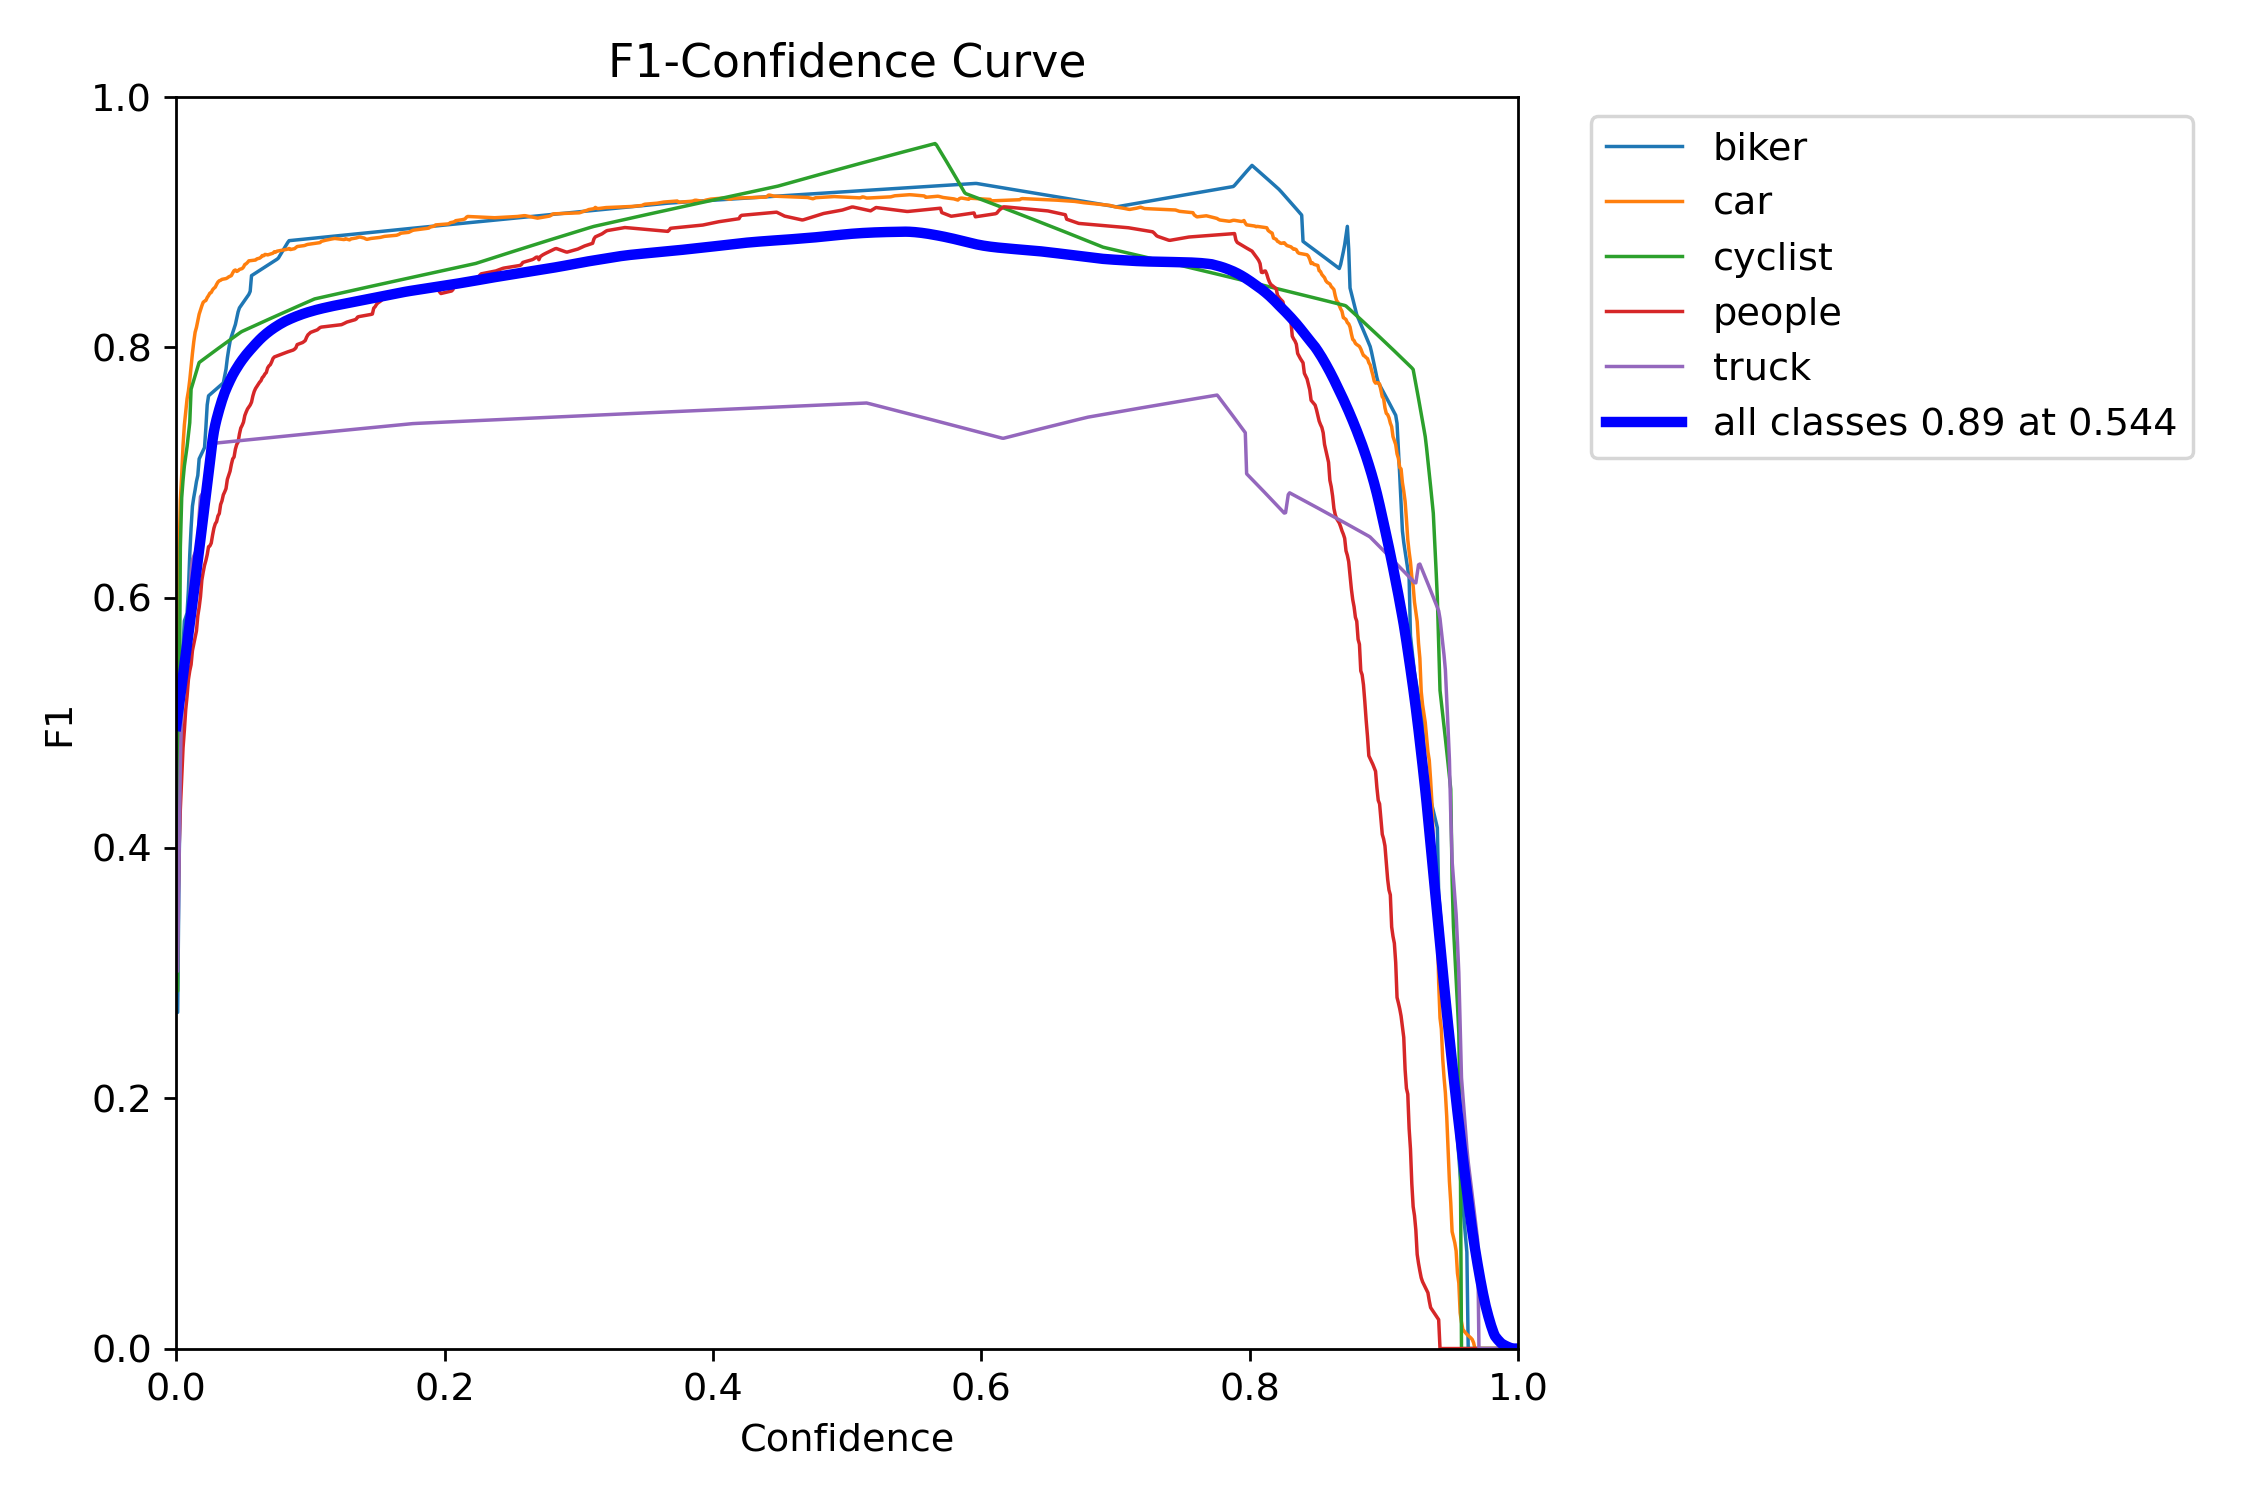 F1-Confidence Curve
1.0
0.8
0.6
0.4
0.2
0.0
F1
0.0 0.2 0.4 0.6 0.8 1.0
Confidence
biker
car
cyclist
people
truck
all classes 0.89 at 0.544